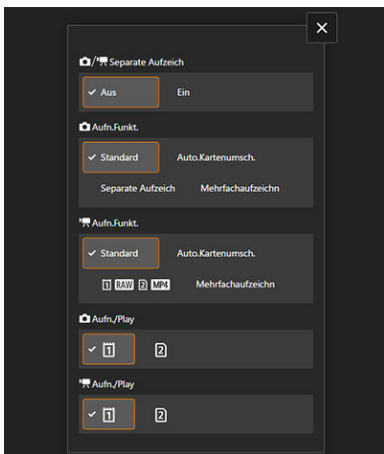 / Separate Aufzeich
Aus Ein
Aufn.Funkt.
Standard Auto.Kartenumsch.
Separate Aufzeich Mehrfachaufzeichn
Aufn.Funkt.
Standard Auto.Kartenumsch.
1 RAW 2 MP4 Mehrfachaufzeichn
Aufn./Play
1 2
Aufn./Play
1 2